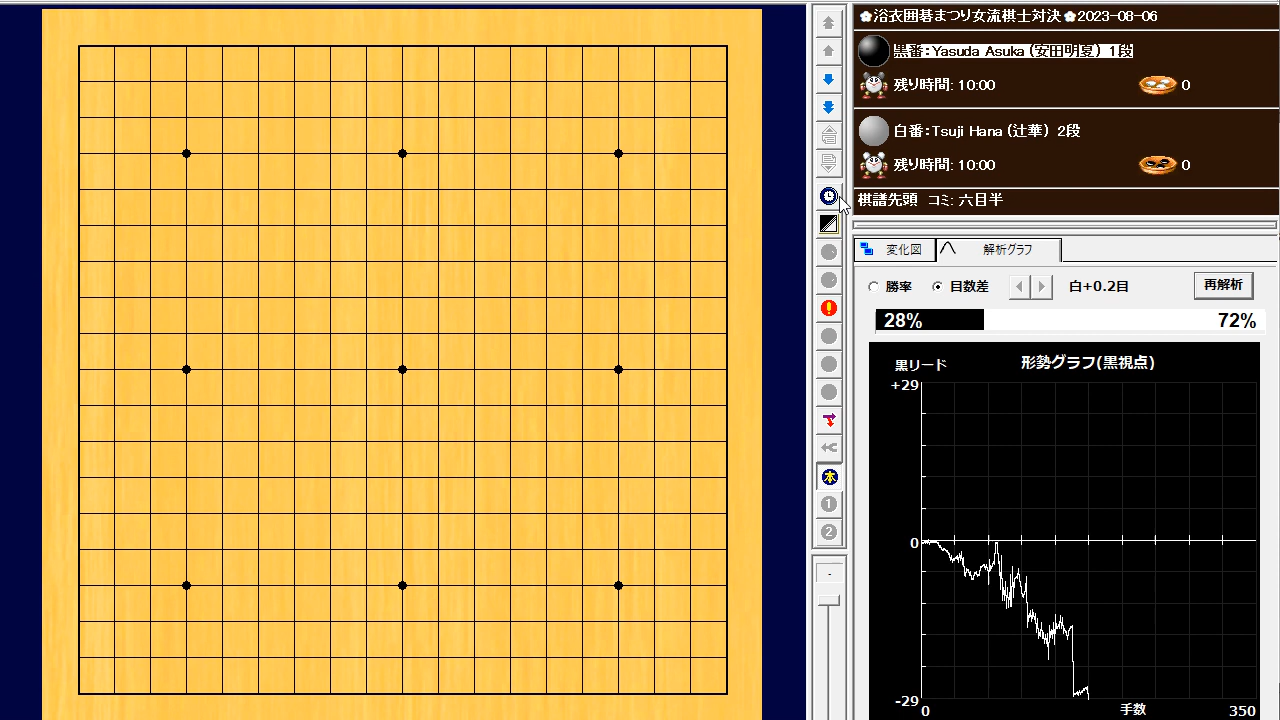 浴衣囲碁まつり女流棋士対決 2023-08-06
黒番：Yasuda Asuka (安田明夏) 1段
残り時間: 10:00 0
白番：Tsuji Hana (辻華) 2段
残り時間: 10:00 0
棋譜先頭 コミ: 六目半
変化図 解析グラフ
勝率 目数差 白+0.2目 再解析
28% 72%
黒リード 形勢グラフ(黒視点)
+29
0
-29
0 手数 350
1
2
-